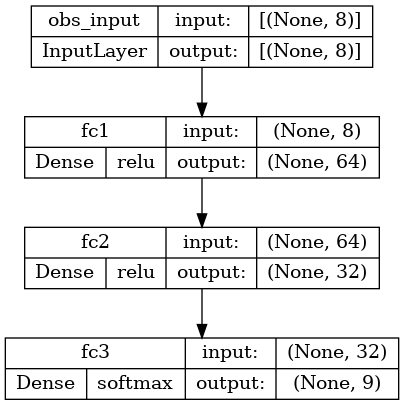 obs_input input: [(None, 8)]
InputLayer output: [(None, 8)]
fc1 input: (None, 8)
Dense relu output: (None, 64)
fc2 input: (None, 64)
Dense relu output: (None, 32)
fc3 input: (None, 32)
Dense softmax output: (None, 9)